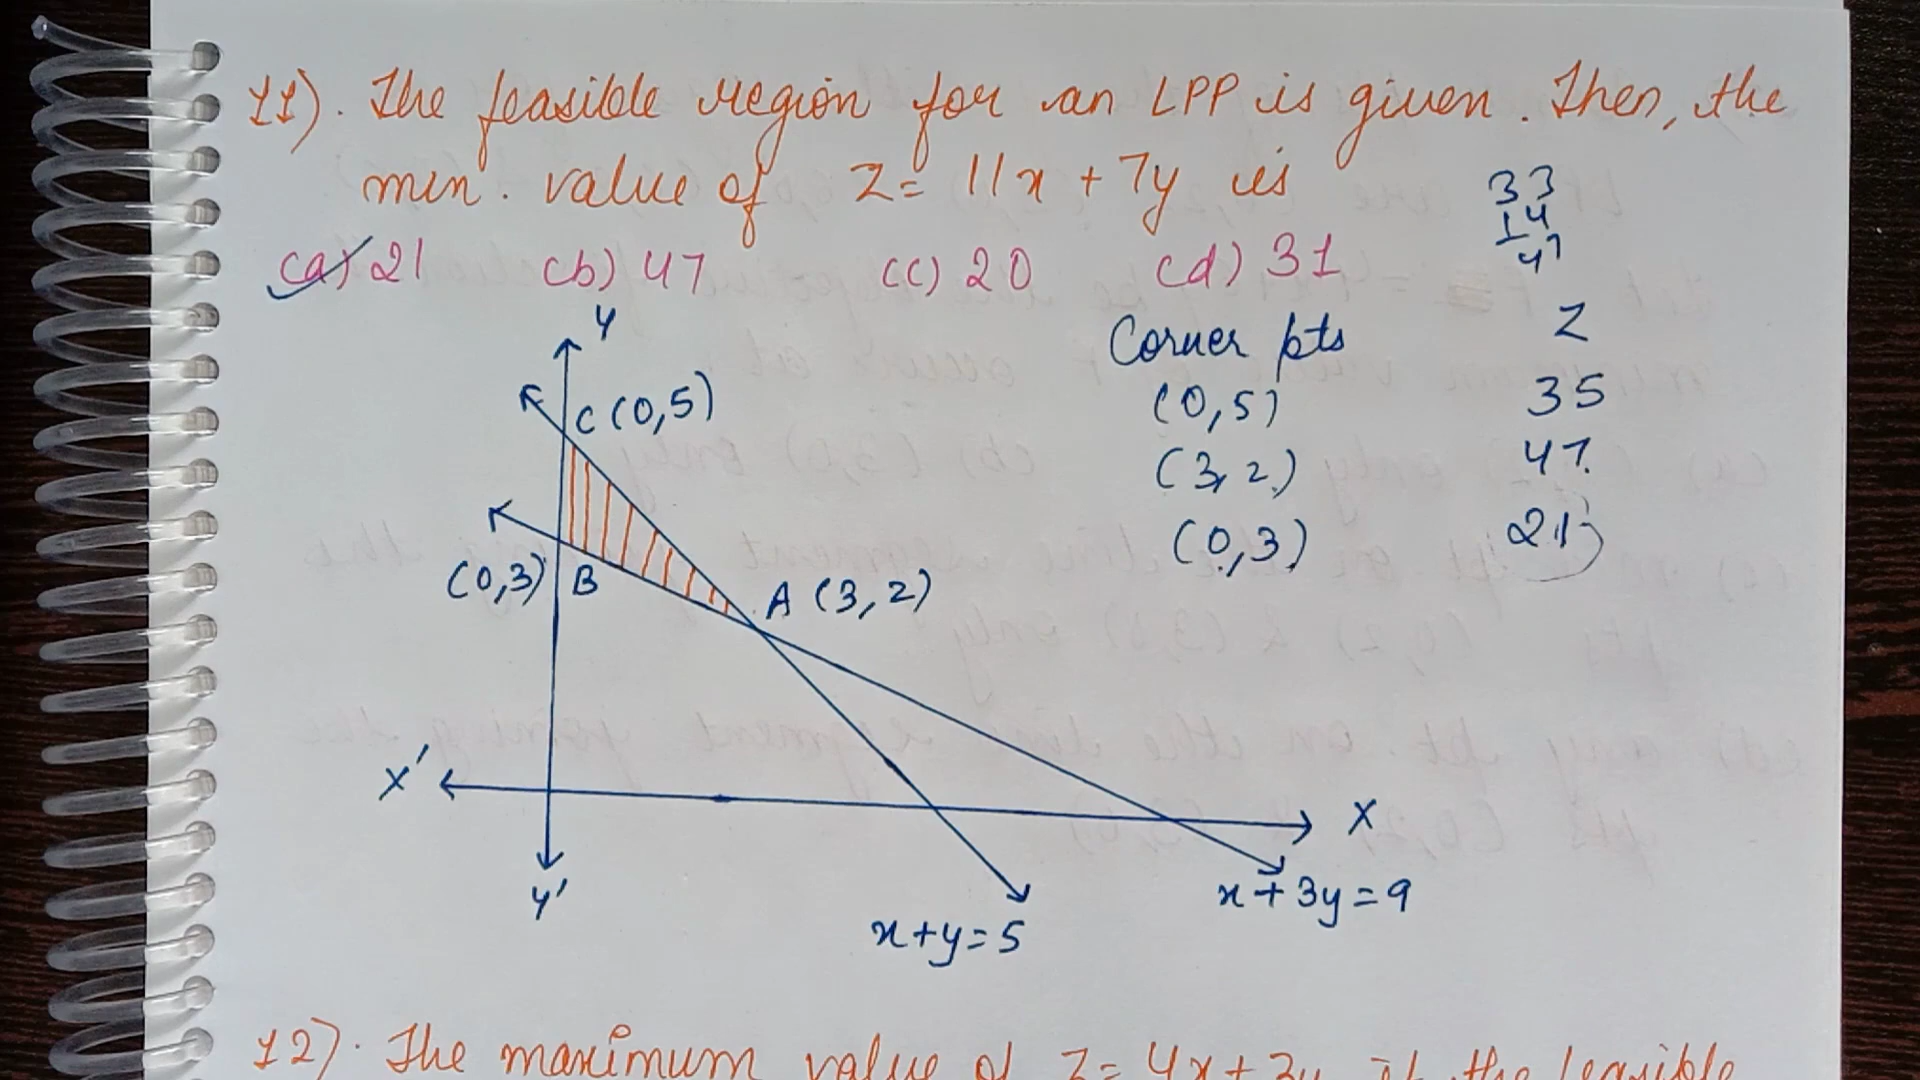 11). The feasible region for an LPP is given. Then, the
min. value of Z = 11x + 7y is
33
14
47
(a) 21 (b) 47 (c) 20 (d) 31
Y
Corner pts Z
C (0,5)
(0,5) 35
(3,2) 47.
(0,3) 21
(0,3) B
A (3,2)
X'
X
Y'
x+3y=9
x+y=5
12). The maximum value of Z = 4x + 3y if the feasible